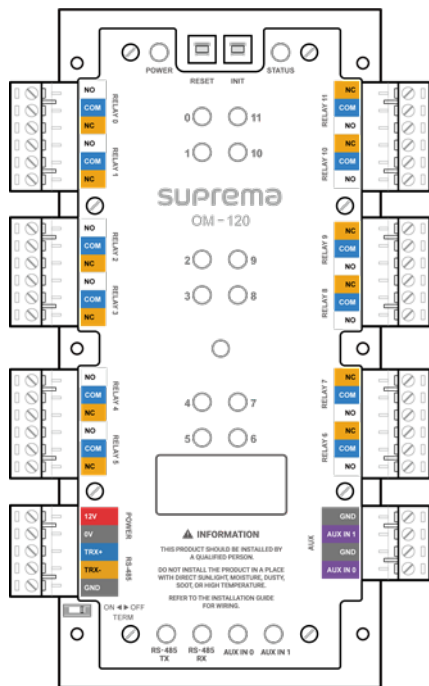 POWER
RESET
INIT
STATUS
NO
COM
NC
RELAY 0
NO
COM
NC
RELAY 1
0
11
1
10
NC
COM
NO
RELAY 11
NC
COM
NO
RELAY 10
suprema
OM-120
NO
COM
NC
RELAY 2
NO
COM
NC
RELAY 3
2
9
3
8
NC
COM
NO
RELAY 9
NC
COM
NO
RELAY 8
NO
COM
NC
RELAY 4
NO
COM
NC
RELAY 5
4
7
5
6
NC
COM
NO
RELAY 7
NC
COM
NO
RELAY 6
12V
0V
POWER
TRX+
TRX-
GND
RS-485
ON ◄► OFF
TERM
⚠ INFORMATION
THIS PRODUCT SHOULD BE INSTALLED BY
A QUALIFIED PERSON.
DO NOT INSTALL THE PRODUCT IN A PLACE
WITH DIRECT SUNLIGHT, MOISTURE, DUSTY,
SOOT, OR HIGH TEMPERATURE.
REFER TO THE INSTALLATION GUIDE
FOR WIRING.
AUX
GND
AUX IN 1
GND
AUX IN 0
RS-485
TX
RS-485
RX
AUX IN 0
AUX IN 1